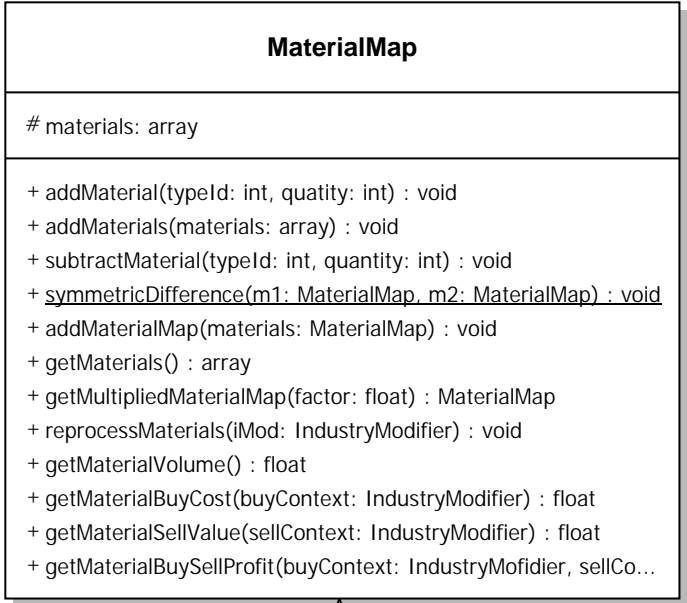 MaterialMap
# materials: array
+ addMaterial(typeId: int, quatity: int) : void
+ addMaterials(materials: array) : void
+ subtractMaterial(typeId: int, quantity: int) : void
+ symmetricDifference(m1: MaterialMap, m2: MaterialMap) : void
+ addMaterialMap(materials: MaterialMap) : void
+ getMaterials() : array
+ getMultipliedMaterialMap(factor: float) : MaterialMap
+ reprocessMaterials(iMod: IndustryModifier) : void
+ getMaterialVolume() : float
+ getMaterialBuyCost(buyContext: IndustryModifier) : float
+ getMaterialSellValue(sellContext: IndustryModifier) : float
+ getMaterialBuySellProfit(buyContext: IndustryMofidier, sellCo...